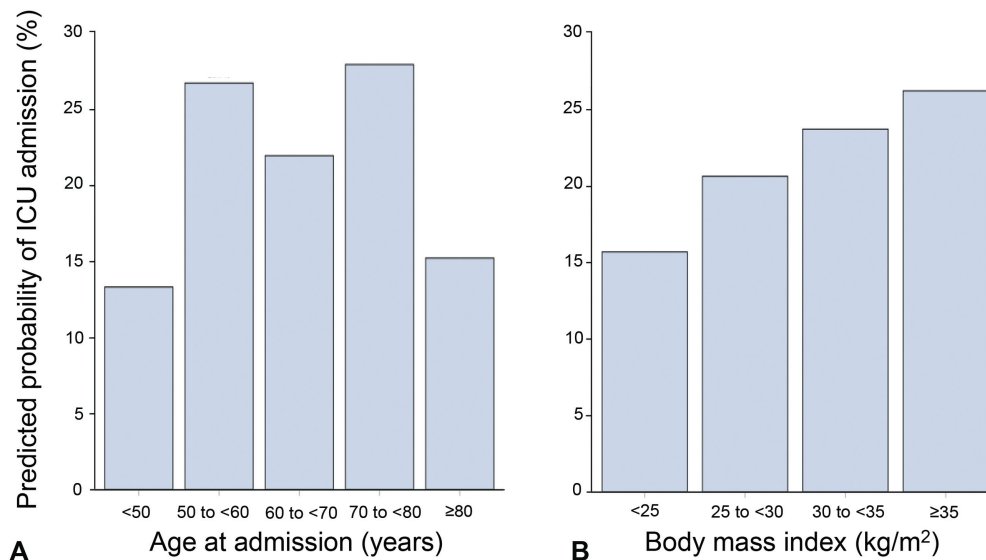 Predicted probability of ICU admission (%)
30
25
20
15
10
5
0
<50 50 to <60 60 to <70 70 to <80 ≥80
Age at admission (years)
A
30
25
20
15
10
5
0
<25 25 to <30 30 to <35 ≥35
Body mass index (kg/m²)
B